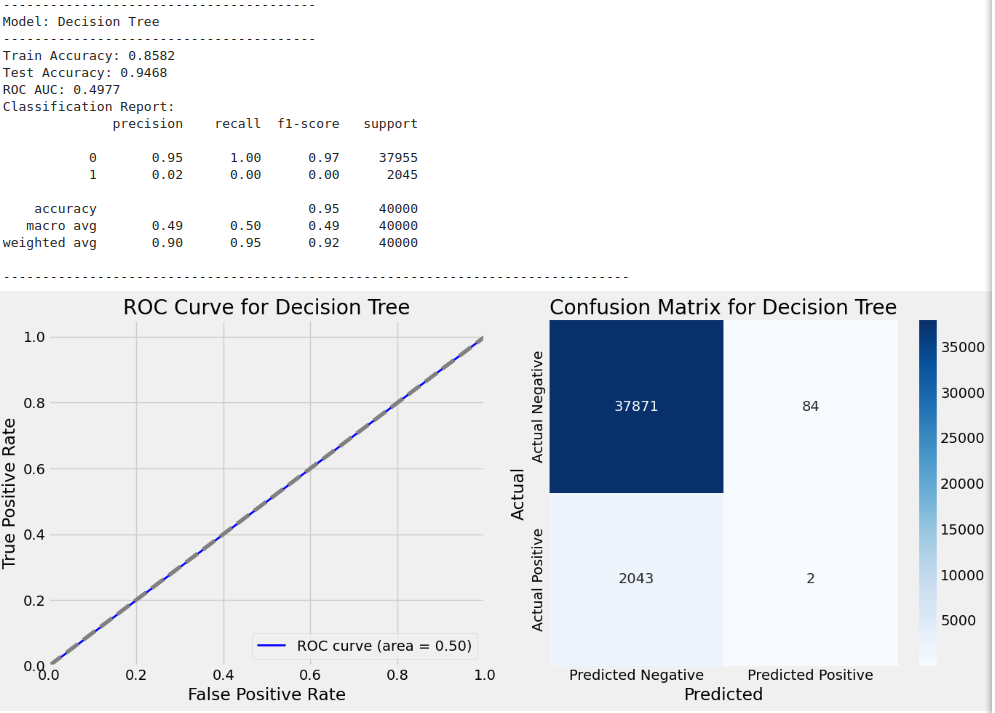 ----------------------------------------
Model: Decision Tree
----------------------------------------
Train Accuracy: 0.8582
Test Accuracy: 0.9468
ROC AUC: 0.4977
Classification Report:
              precision    recall  f1-score   support

           0       0.95      1.00      0.97     37955
           1       0.02      0.00      0.00      2045

    accuracy                           0.95     40000
   macro avg       0.49      0.50      0.49     40000
weighted avg       0.90      0.95      0.92     40000

--------------------------------------------------------------------------------
ROC Curve for Decision Tree
True Positive Rate
1.0
0.8
0.6
0.4
0.2
0.0
ROC curve (area = 0.50)
0.0 0.2 0.4 0.6 0.8 1.0
False Positive Rate
Confusion Matrix for Decision Tree
Actual
Actual Negative
37871 84
Actual Positive
2043 2
Predicted Negative Predicted Positive
Predicted
35000
30000
25000
20000
15000
10000
5000